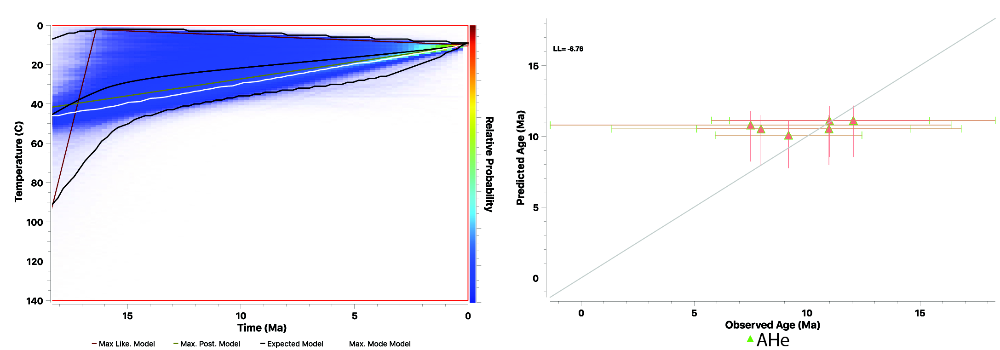 0
20
40
60
80
100
120
140
Temperature (C)
15
10
5
0
Time (Ma)
Relative Probability
Max Like. Model
Max. Post. Model
Expected Model
Max. Mode Model
LL= -6.76
15
10
5
0
Predicted Age (Ma)
0
5
10
15
Observed Age (Ma)
AHe